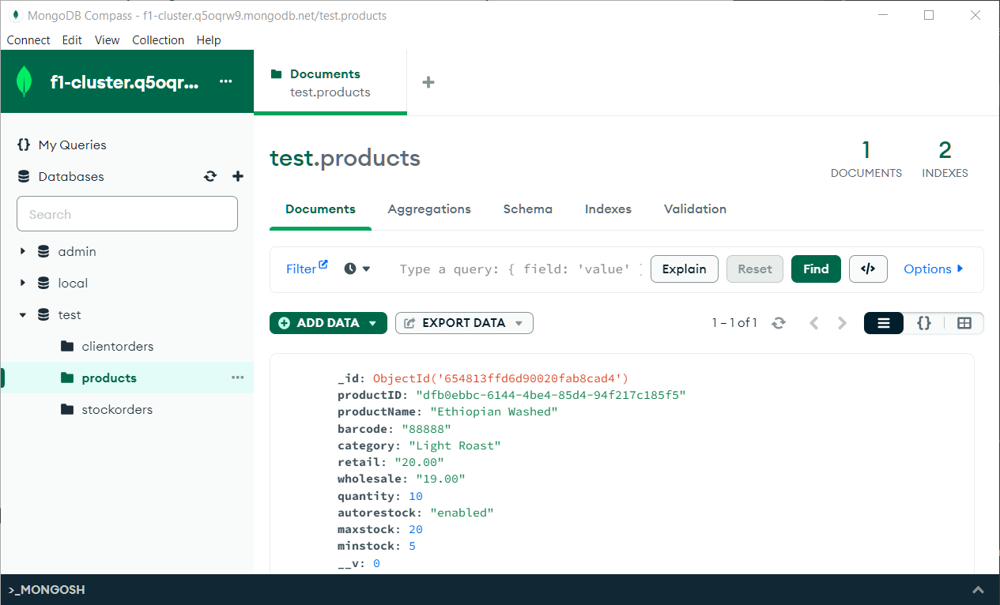 MongoDB Compass - f1-cluster.q5oqrw9.mongodb.net/test.products
Connect Edit View Collection Help
f1-cluster.q5oqr... ...
Documents
test.products
My Queries
Databases
Search
admin
local
test
clientorders
products
stockorders
test.products
1
DOCUMENTS
2
INDEXES
Documents Aggregations Schema Indexes Validation
Filter Type a query: { field: 'value' } Explain Reset Find </> Options
ADD DATA EXPORT DATA 1 – 1 of 1 {}
_id: ObjectId('654813ffd6d90020fab8cad4')
productID: "dfb0ebbc-6144-4be4-85d4-94f217c185f5"
productName: "Ethiopian Washed"
barcode: "88888"
category: "Light Roast"
retail: "20.00"
wholesale: "19.00"
quantity: 10
autorestock: "enabled"
maxstock: 20
minstock: 5
__v: 0
>_MONGOSH